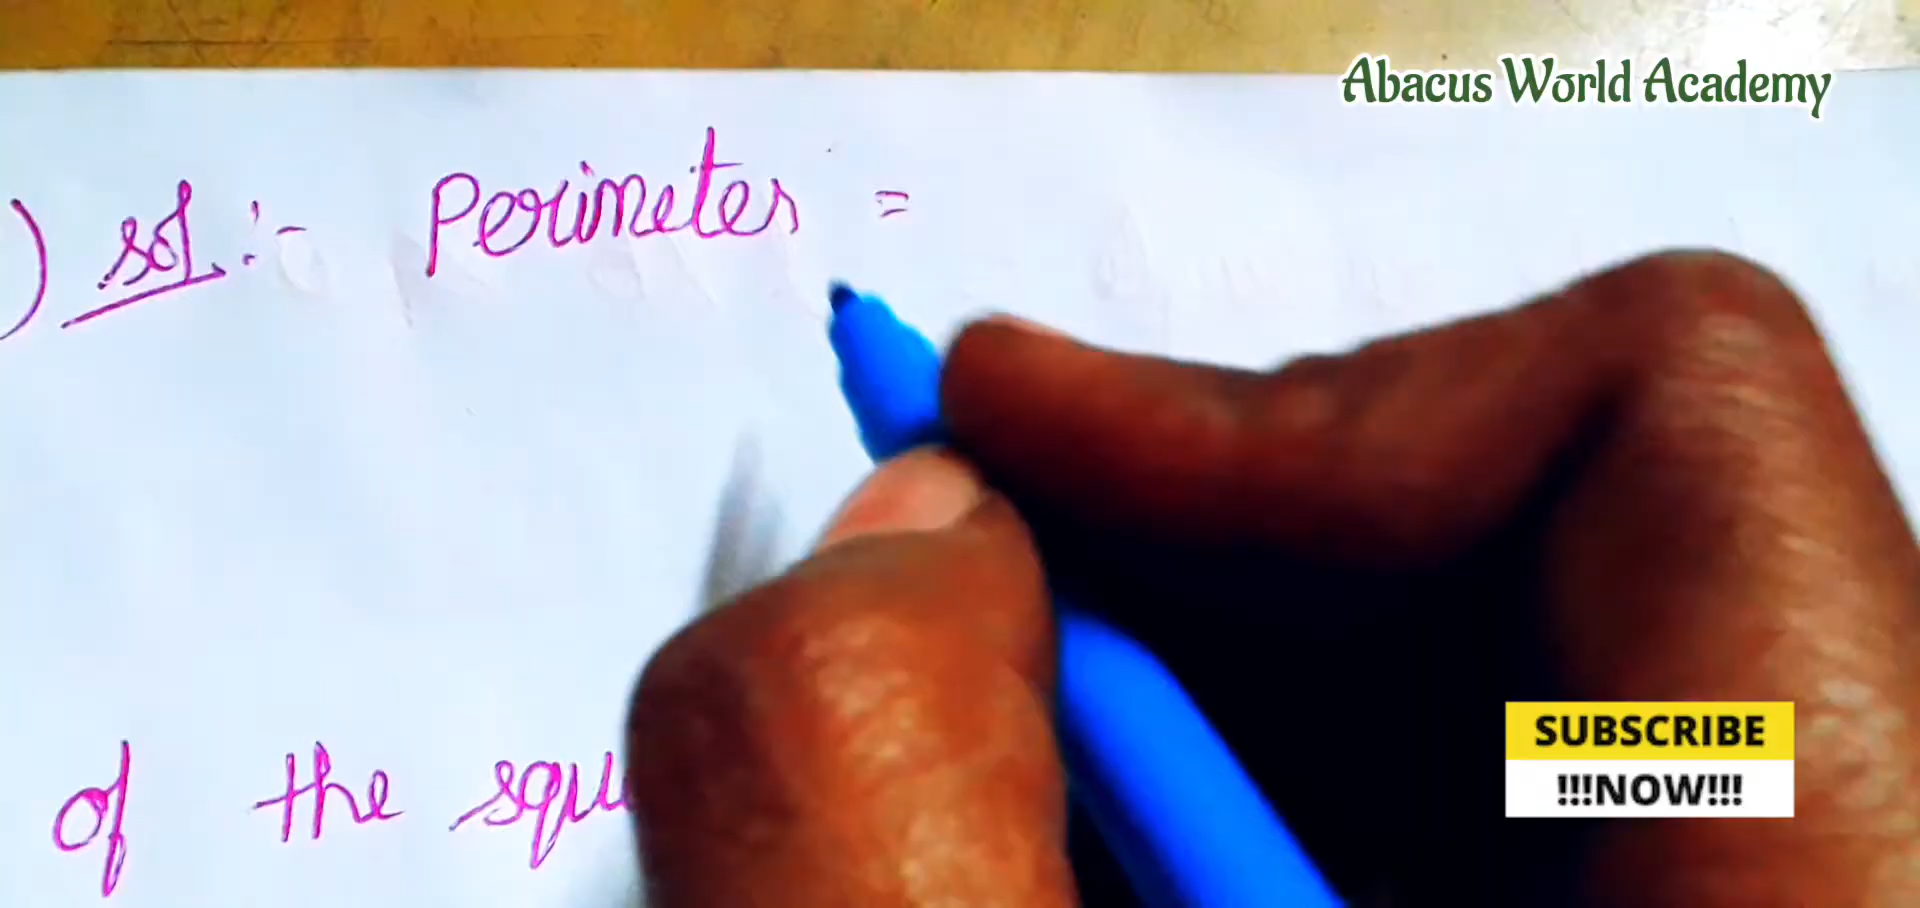 Abacus World Academy
) sol :- Perimeter =
SUBSCRIBE
!!!NOW!!!
of the squ